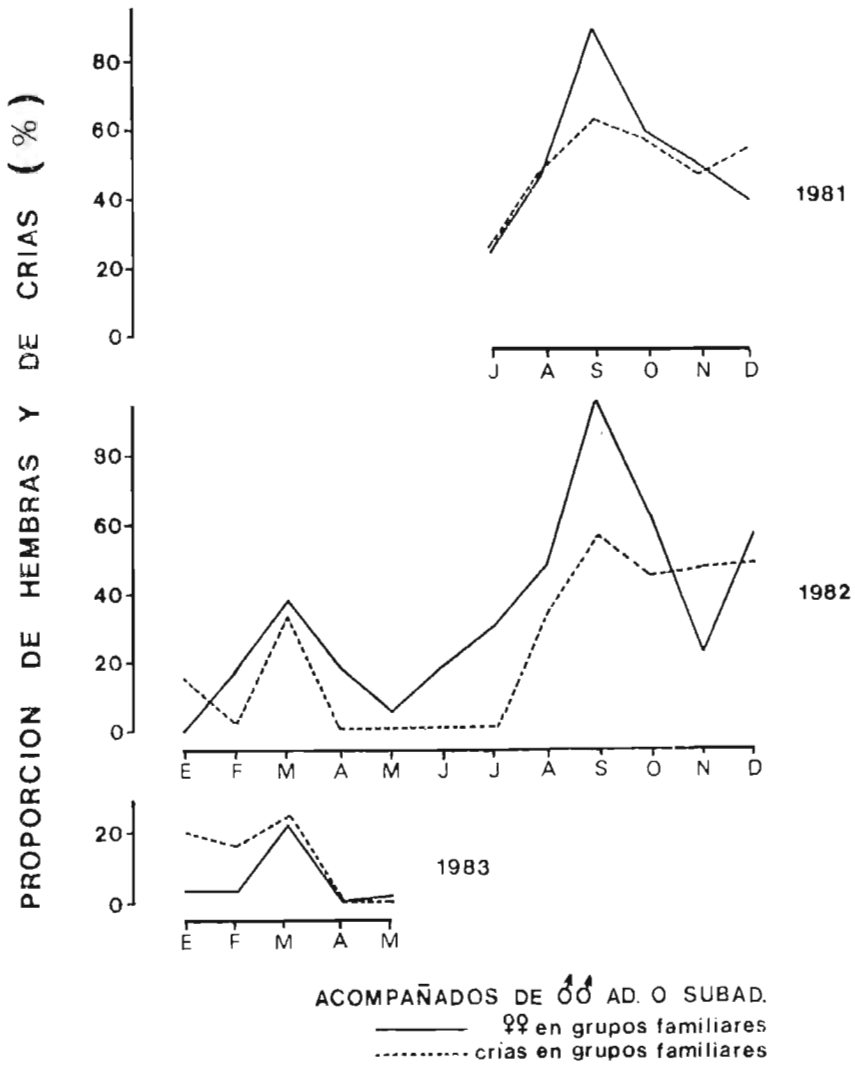 PROPORCION DE HEMBRAS Y DE CRIAS (%)
80
60
40
20
0
J A S O N D
1981
80
60
40
20
0
E F M A M J J A S O N D
1982
20
0
E F M A M
1983
ACOMPAÑADOS DE ♂♂ AD. O SUBAD.
♀♀ en grupos familiares
crias en grupos familiares